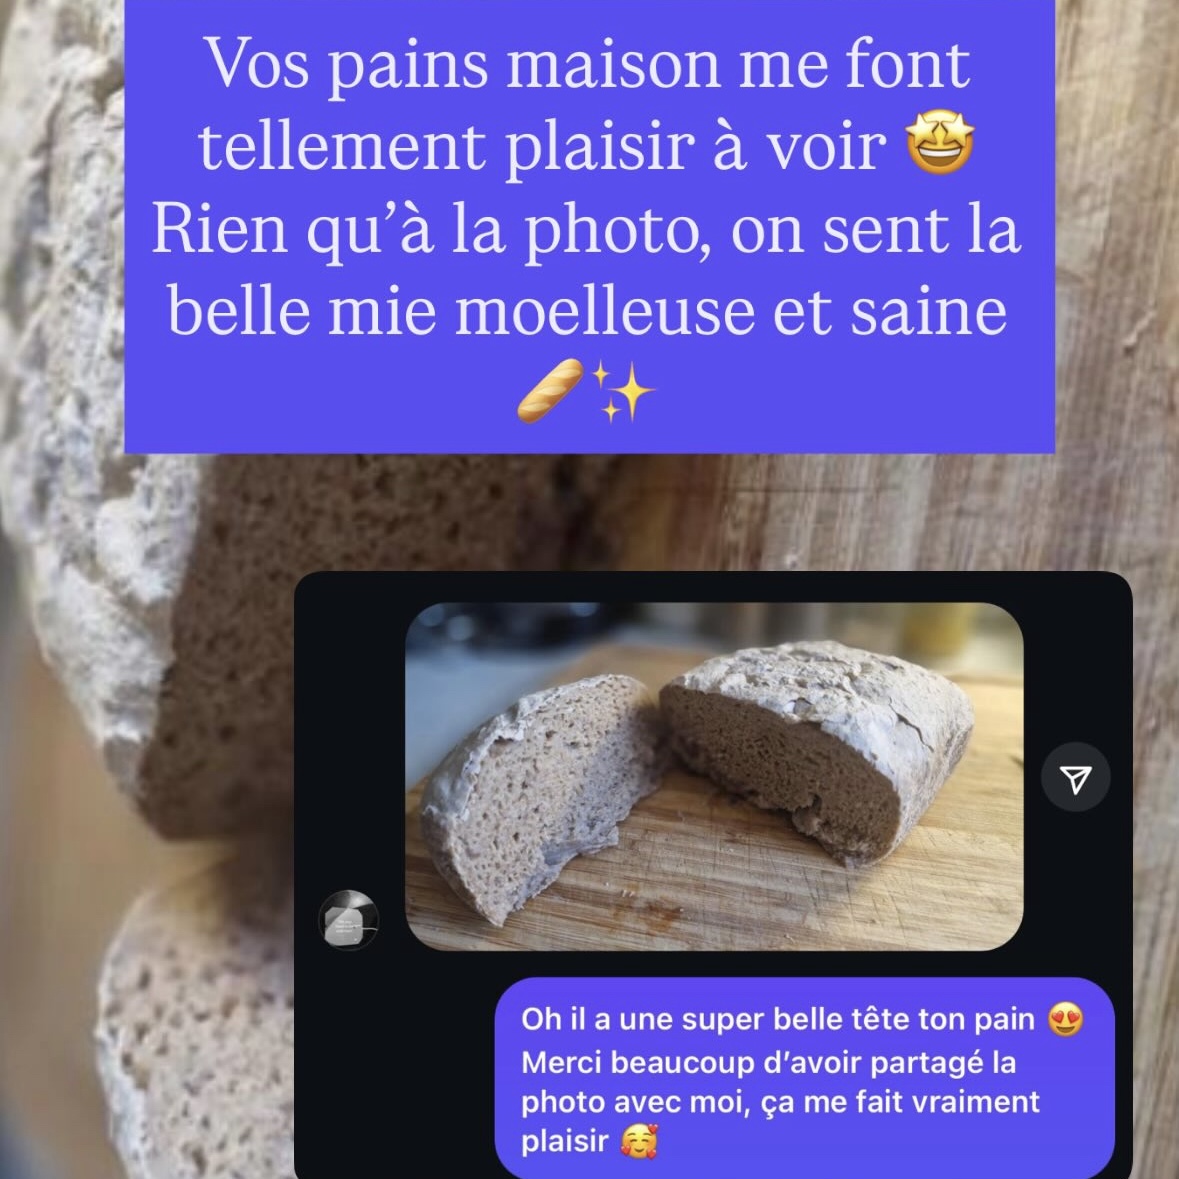 Vos pains maison me font
tellement plaisir à voir 🤩
Rien qu’à la photo, on sent la
belle mie moelleuse et saine
🥖✨
Oh il a une super belle tête ton pain 😍
Merci beaucoup d’avoir partagé la
photo avec moi, ça me fait vraiment
plaisir 🥰